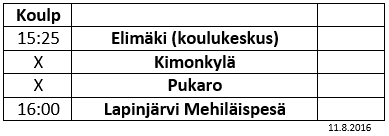 Koulp
15:25 Elimäki (koulukeskus)
X Kimonkylä
X Pukaro
16:00 Lapinjärvi Mehiläispesä
11.8.2016